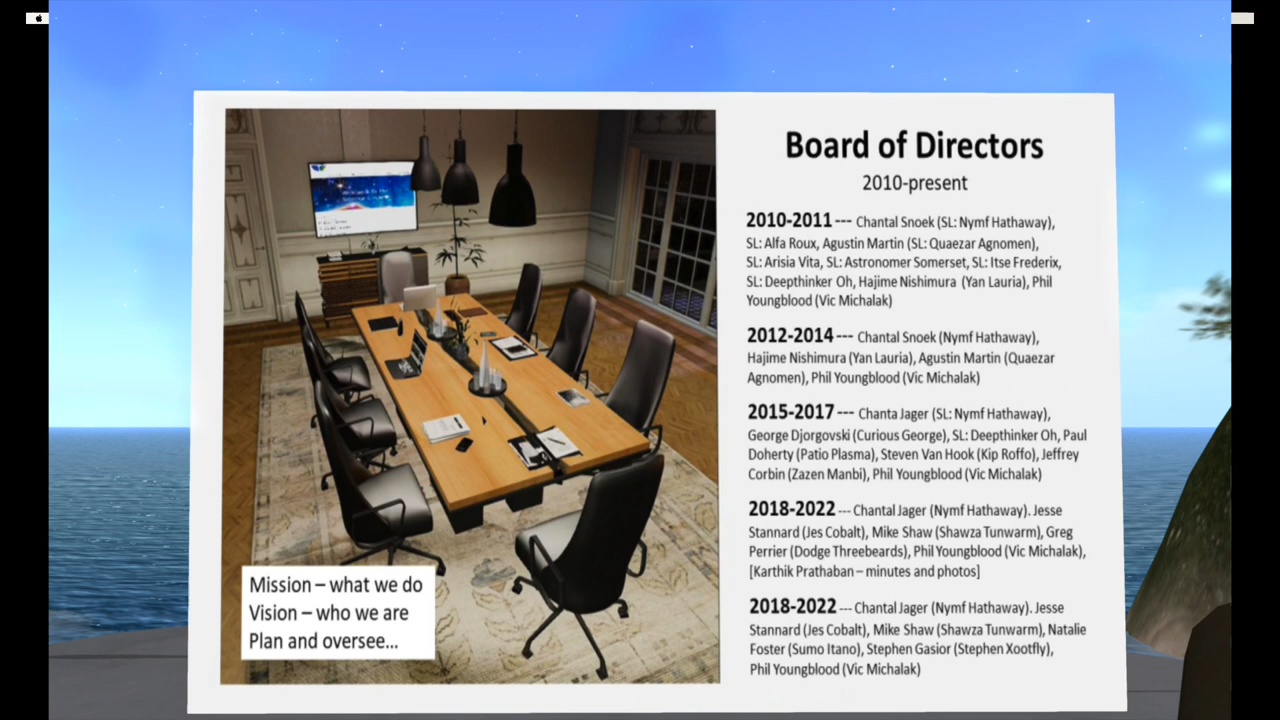 Board of Directors
2010-present
2010-2011 --- Chantal Snoek (SL: Nymf Hathaway),
SL: Alfa Roux, Agustin Martin (SL: Quaezar Agnomen),
SL: Arisia Vita, SL: Astronomer Somerset, SL: Itse Frederix,
SL: Deepthinker Oh, Hajime Nishimura (Yan Lauria), Phil
Youngblood (Vic Michalak)
2012-2014 --- Chantal Snoek (Nymf Hathaway),
Hajime Nishimura (Yan Lauria), Agustin Martin (Quaezar
Agnomen), Phil Youngblood (Vic Michalak)
2015-2017 --- Chanta Jager (SL: Nymf Hathaway),
George Djorgovski (Curious George), SL: Deepthinker Oh, Paul
Doherty (Patio Plasma), Steven Van Hook (Kip Roffo), Jeffrey
Corbin (Zazen Manbi), Phil Youngblood (Vic Michalak)
2018-2022 --- Chantal Jager (Nymf Hathaway). Jesse
Stannard (Jes Cobalt), Mike Shaw (Shawza Tunwarm), Greg
Perrier (Dodge Threebeards), Phil Youngblood (Vic Michalak),
[Karthik Prathaban – minutes and photos]
2018-2022 --- Chantal Jager (Nymf Hathaway). Jesse
Stannard (Jes Cobalt), Mike Shaw (Shawza Tunwarm), Natalie
Foster (Sumo Itano), Stephen Gasior (Stephen Xootfly),
Phil Youngblood (Vic Michalak)
Mission – what we do
Vision – who we are
Plan and oversee...